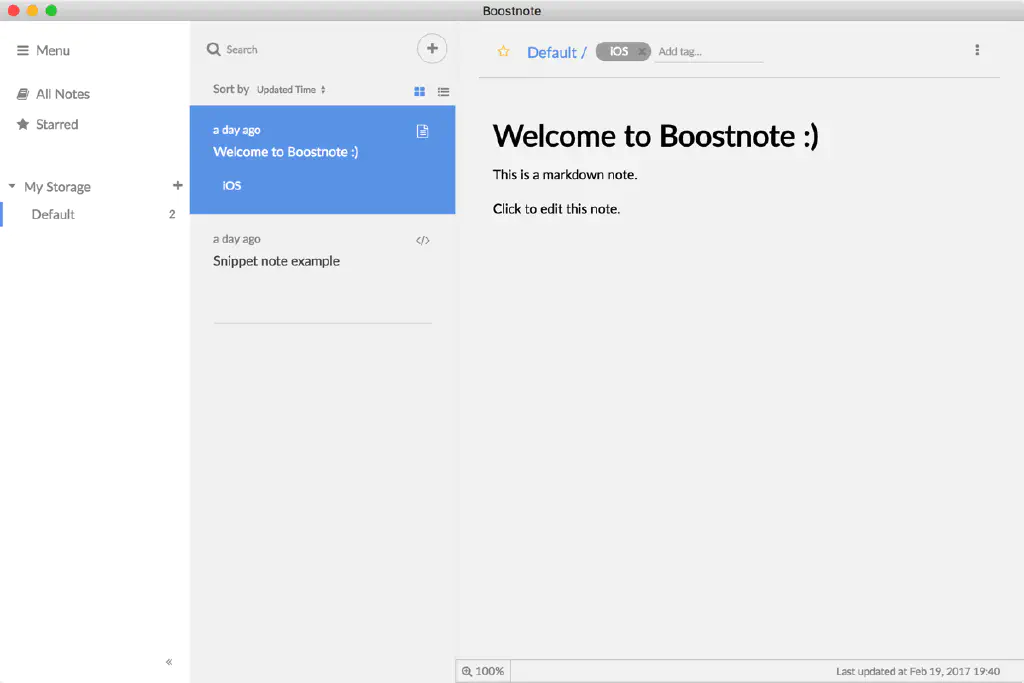 Boostnote
Menu
All Notes
Starred
My Storage
Default 2
Search
Sort by Updated Time
a day ago
Welcome to Boostnote :)
iOS
a day ago
Snippet note example
Default / iOS Add tag...
Welcome to Boostnote :)
This is a markdown note.
Click to edit this note.
100%
Last updated at Feb 19, 2017 19:40